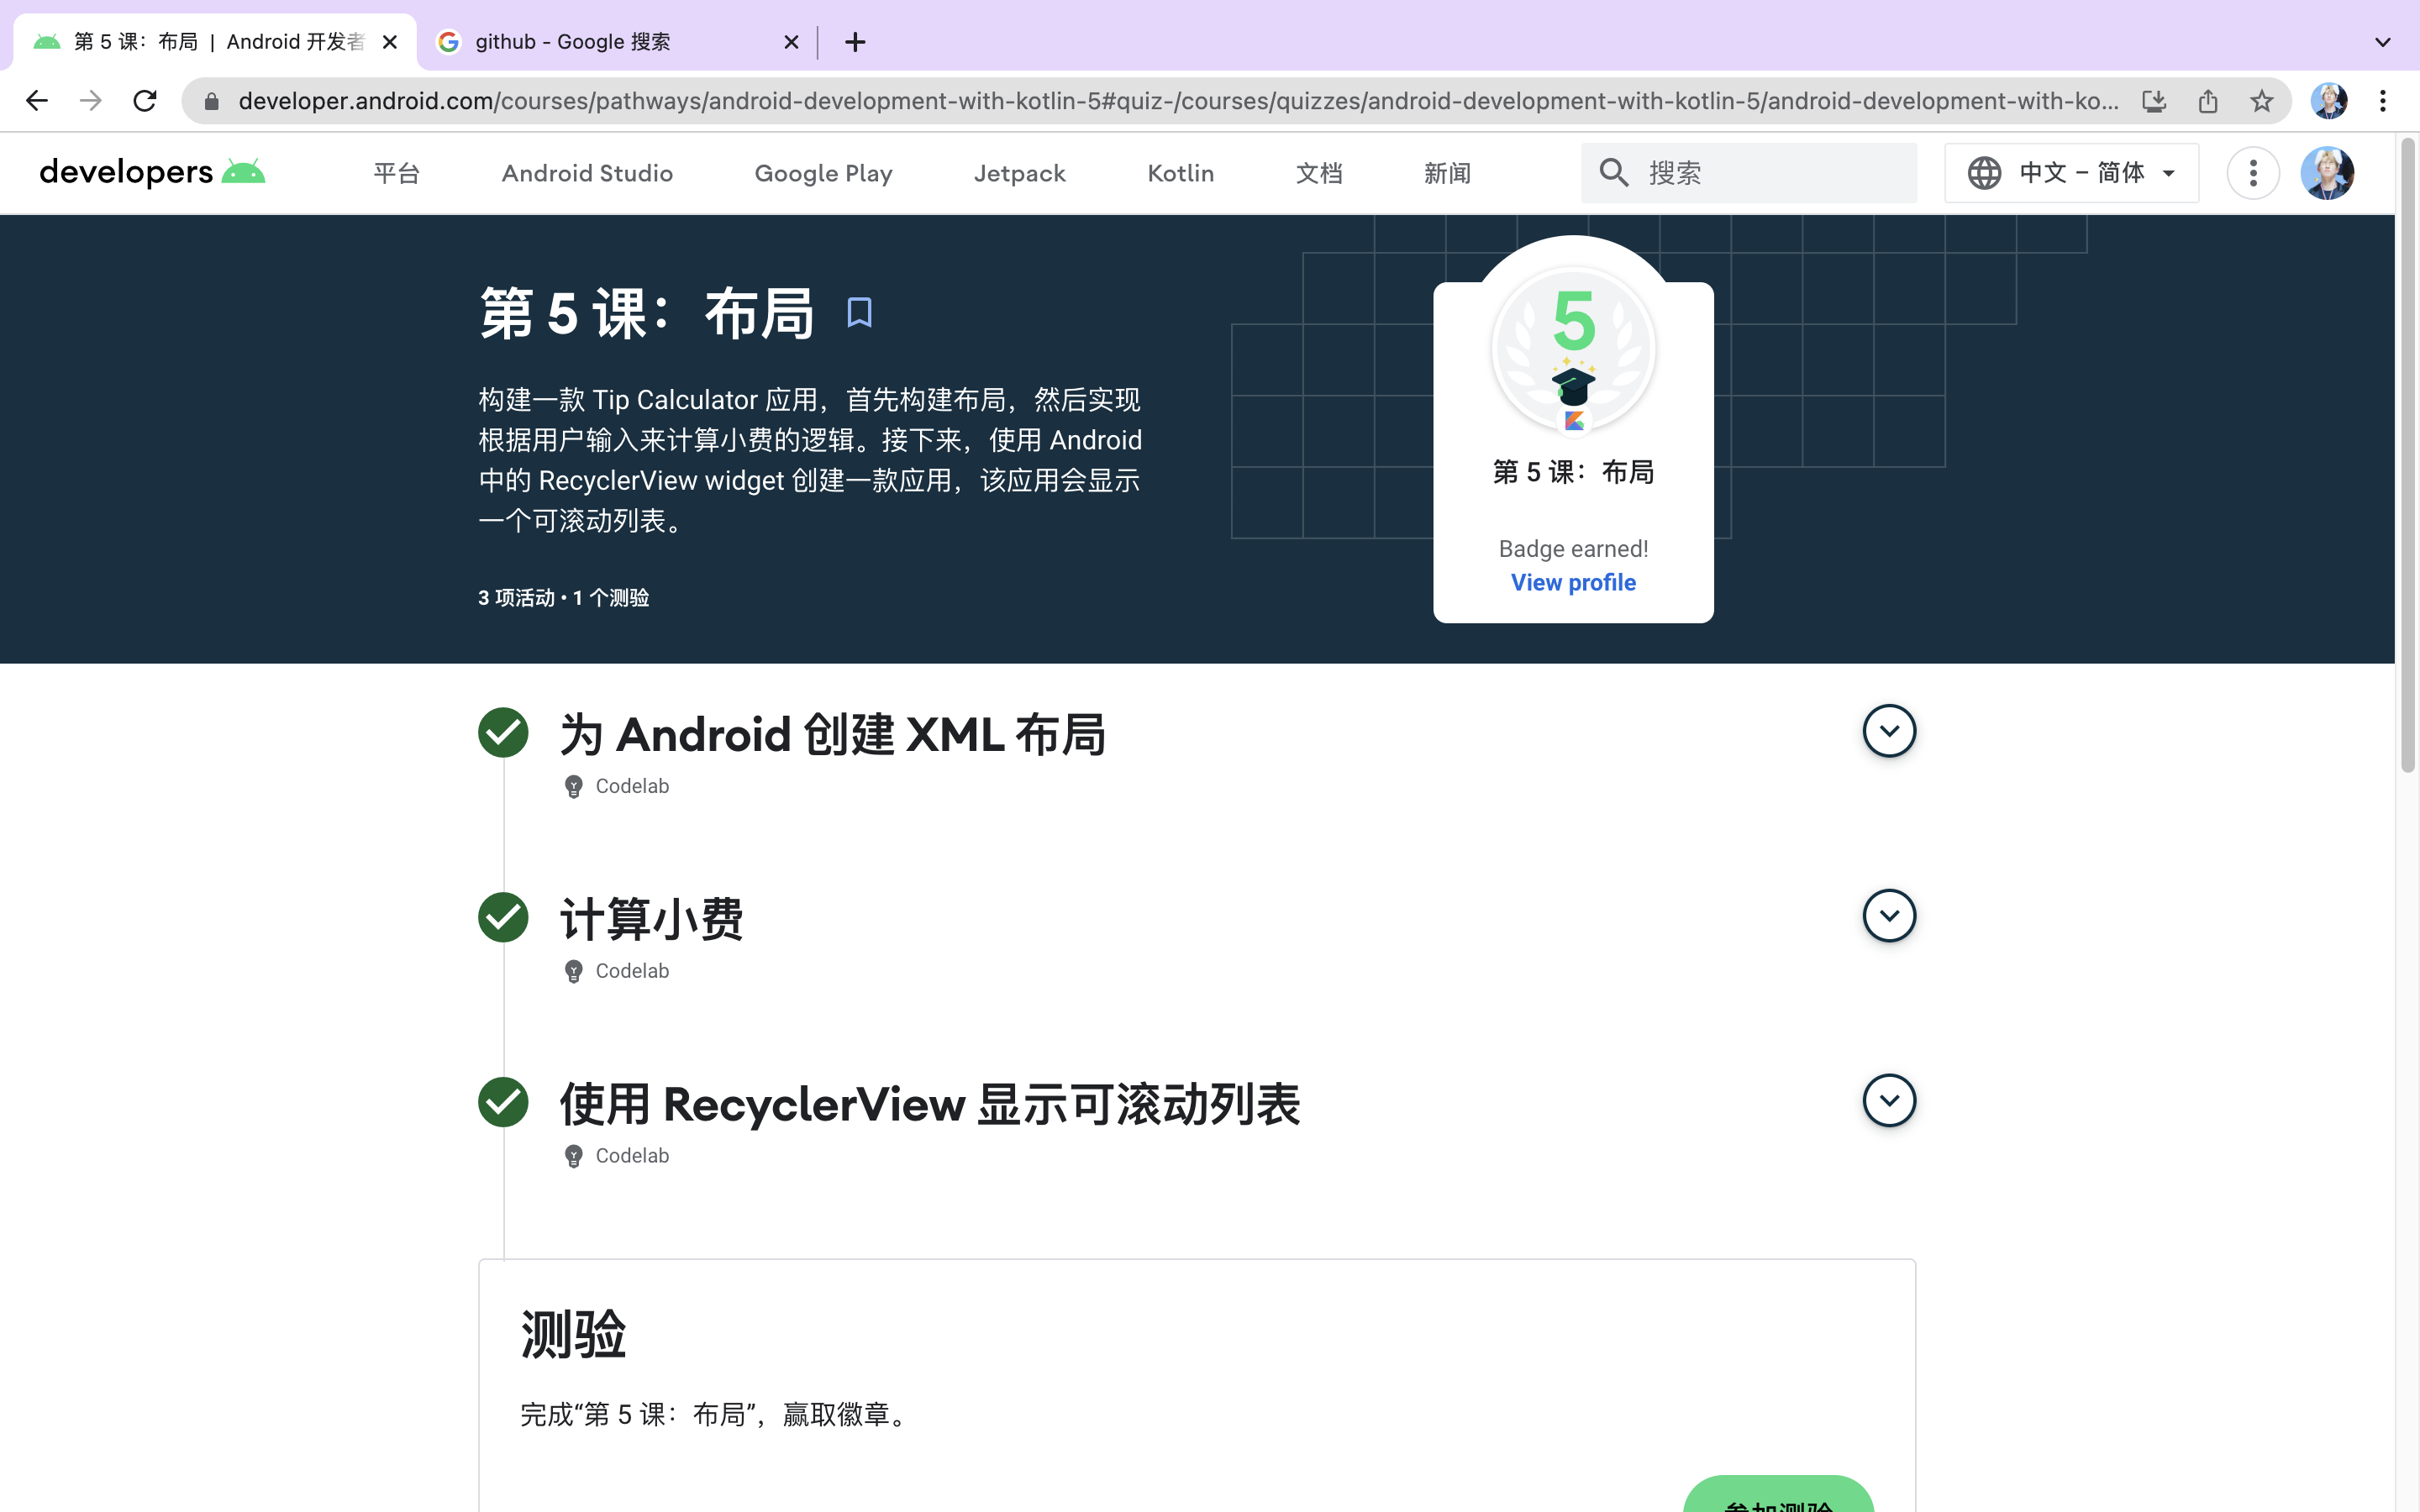 第 5 课：布局 | Android 开发者
github - Google 搜索
developer.android.com/courses/pathways/android-development-with-kotlin-5#quiz-/courses/quizzes/android-development-with-kotlin-5/android-development-with-ko...
developers
平台
Android Studio
Google Play
Jetpack
Kotlin
文档
新闻
搜索
中文 – 简体
第 5 课：布局
构建一款 Tip Calculator 应用，首先构建布局，然后实现
根据用户输入来计算小费的逻辑。接下来，使用 Android
中的 RecyclerView widget 创建一款应用，该应用会显示
一个可滚动列表。
3 项活动 • 1 个测验
5
第 5 课：布局
Badge earned!
View profile
为 Android 创建 XML 布局
Codelab
计算小费
Codelab
使用 RecyclerView 显示可滚动列表
Codelab
测验
完成“第 5 课：布局”，赢取徽章。
参加测验